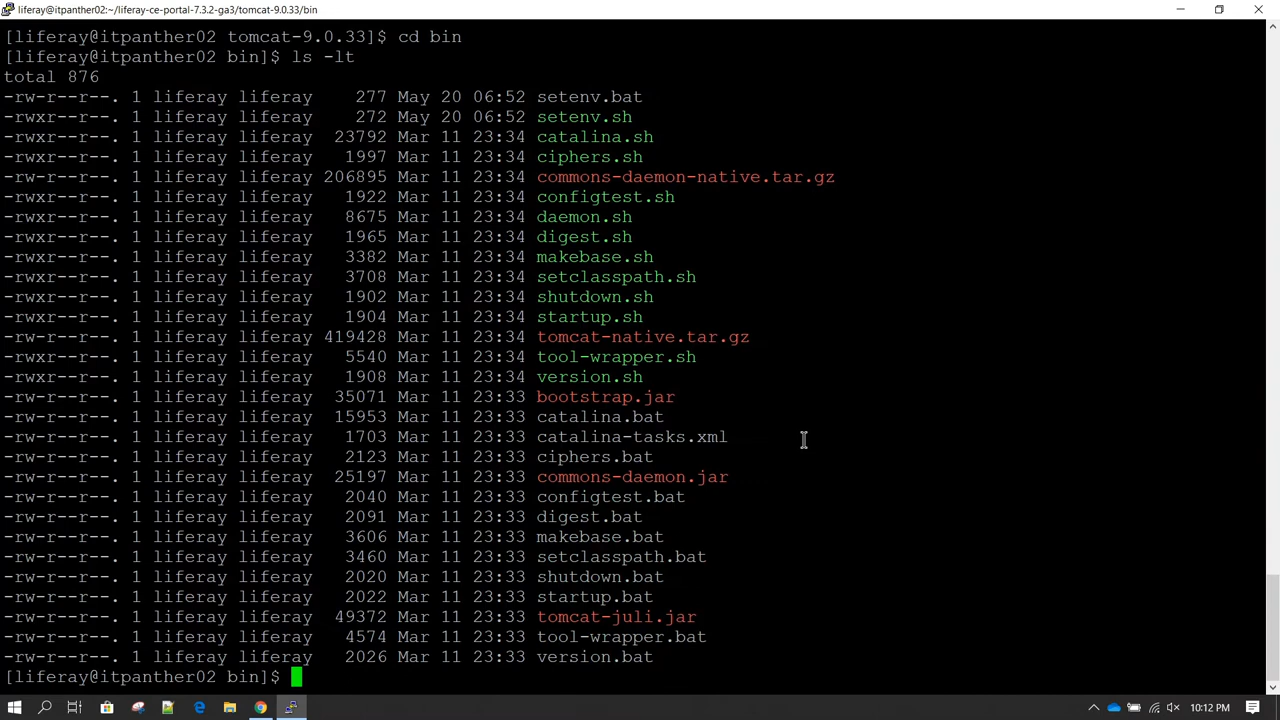 liferay@itpanther02:~/liferay-ce-portal-7.3.2-ga3/tomcat-9.0.33/bin
[liferay@itpanther02 tomcat-9.0.33]$ cd bin
[liferay@itpanther02 bin]$ ls -lt
total 876
-rw-r--r--. 1 liferay liferay    277 May 20 06:52 setenv.bat
-rwxr--r--. 1 liferay liferay    272 May 20 06:52 setenv.sh
-rwxr--r--. 1 liferay liferay  23792 Mar 11 23:34 catalina.sh
-rwxr--r--. 1 liferay liferay   1997 Mar 11 23:34 ciphers.sh
-rw-r--r--. 1 liferay liferay 206895 Mar 11 23:34 commons-daemon-native.tar.gz
-rwxr--r--. 1 liferay liferay   1922 Mar 11 23:34 configtest.sh
-rwxr--r--. 1 liferay liferay   8675 Mar 11 23:34 daemon.sh
-rwxr--r--. 1 liferay liferay   1965 Mar 11 23:34 digest.sh
-rwxr--r--. 1 liferay liferay   3382 Mar 11 23:34 makebase.sh
-rwxr--r--. 1 liferay liferay   3708 Mar 11 23:34 setclasspath.sh
-rwxr--r--. 1 liferay liferay   1902 Mar 11 23:34 shutdown.sh
-rwxr--r--. 1 liferay liferay   1904 Mar 11 23:34 startup.sh
-rw-r--r--. 1 liferay liferay 419428 Mar 11 23:34 tomcat-native.tar.gz
-rwxr--r--. 1 liferay liferay   5540 Mar 11 23:34 tool-wrapper.sh
-rwxr--r--. 1 liferay liferay   1908 Mar 11 23:34 version.sh
-rw-r--r--. 1 liferay liferay  35071 Mar 11 23:33 bootstrap.jar
-rw-r--r--. 1 liferay liferay  15953 Mar 11 23:33 catalina.bat
-rw-r--r--. 1 liferay liferay   1703 Mar 11 23:33 catalina-tasks.xml
-rw-r--r--. 1 liferay liferay   2123 Mar 11 23:33 ciphers.bat
-rw-r--r--. 1 liferay liferay  25197 Mar 11 23:33 commons-daemon.jar
-rw-r--r--. 1 liferay liferay   2040 Mar 11 23:33 configtest.bat
-rw-r--r--. 1 liferay liferay   2091 Mar 11 23:33 digest.bat
-rw-r--r--. 1 liferay liferay   3606 Mar 11 23:33 makebase.bat
-rw-r--r--. 1 liferay liferay   3460 Mar 11 23:33 setclasspath.bat
-rw-r--r--. 1 liferay liferay   2020 Mar 11 23:33 shutdown.bat
-rw-r--r--. 1 liferay liferay   2022 Mar 11 23:33 startup.bat
-rw-r--r--. 1 liferay liferay  49372 Mar 11 23:33 tomcat-juli.jar
-rw-r--r--. 1 liferay liferay   4574 Mar 11 23:33 tool-wrapper.bat
-rw-r--r--. 1 liferay liferay   2026 Mar 11 23:33 version.bat
[liferay@itpanther02 bin]$
10:12 PM